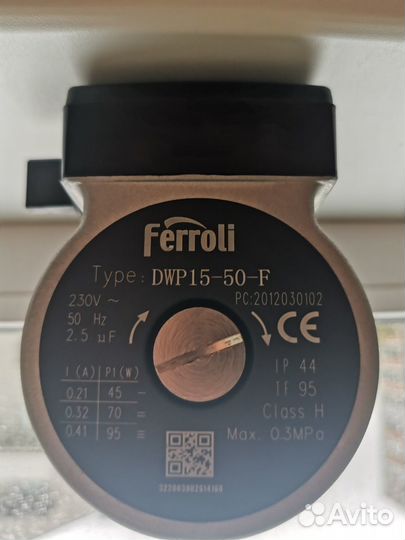 Ferroli
Type: DWP15-50-F
230V ~
50 Hz
2.5 µF
PC:2012030102
CE
IP 44
TF 95
Class H
Max. 0.3MPa
I (A) P1(W)
0.21 45 -
0.32 70 =
0.41 95 ≡
Avito